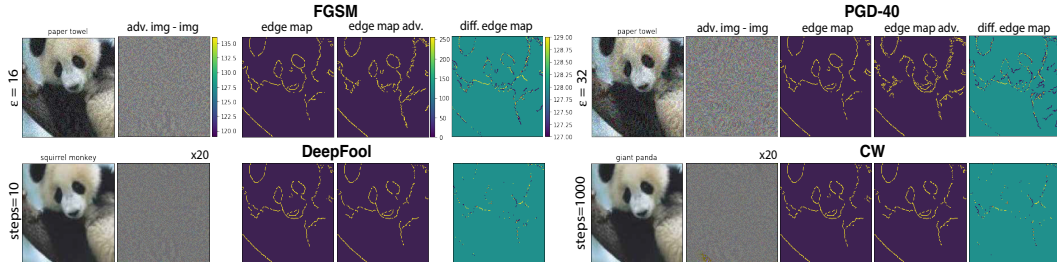 FGSM
paper towel
adv. img - img
edge map
edge map adv.
diff. edge map
ε = 16
135.0
132.5
130.0
127.5
125.0
122.5
120.0
250
200
150
100
50
0
129.00
128.75
128.50
128.25
128.00
127.75
127.50
127.25
127.00
PGD-40
paper towel
adv. img - img
edge map
edge map adv.
diff. edge map
ε = 32
DeepFool
squirrel monkey
x20
steps=10
CW
giant panda
x20
steps=1000